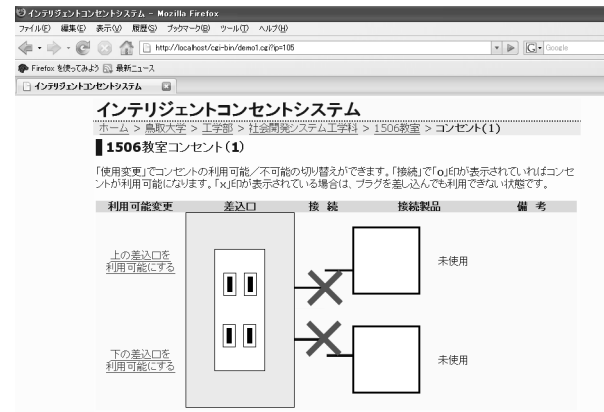 インテリジェントコンセントシステム - Mozilla Firefox
ファイル(F) 編集(E) 表示(V) 履歴(S) ブックマーク(B) ツール(T) ヘルプ(H)
http://localhost/cgi-bin/demo1.cgi?ip=105
Google
Firefox を使ってみよう 最新ニュース
インテリジェントコンセントシステム
インテリジェントコンセントシステム
ホーム > 鳥取大学 > 工学部 > 社会開発システム工学科 > 1506教室 > コンセント(1)
1506教室コンセント(1)
「使用変更」でコンセントの利用可能／不可能の切り替えができます。「接続」で「o」印が表示されていればコンセ
ントが利用可能になります。「x」印が表示されている場合は、プラグを差し込んでも利用できない状態です。
利用可能変更 差込口 接 続 接続製品 備 考
上の差込口を
利用可能にする
未使用
下の差込口を
利用可能にする
未使用